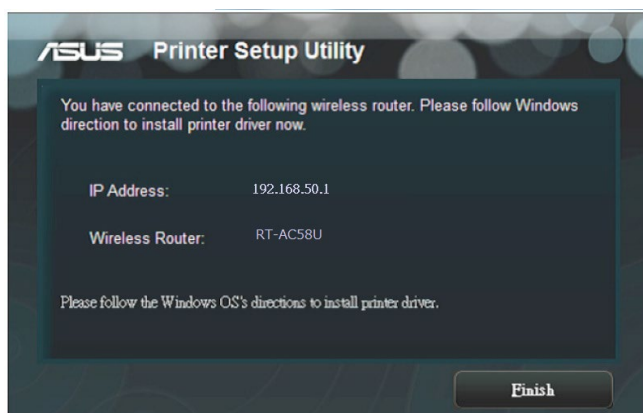 ASUS Printer Setup Utility
You have connected to the following wireless router. Please follow Windows
direction to install printer driver now.
IP Address: 192.168.50.1
Wireless Router: RT-AC58U
Please follow the Windows OS's directions to install printer driver.
Finish